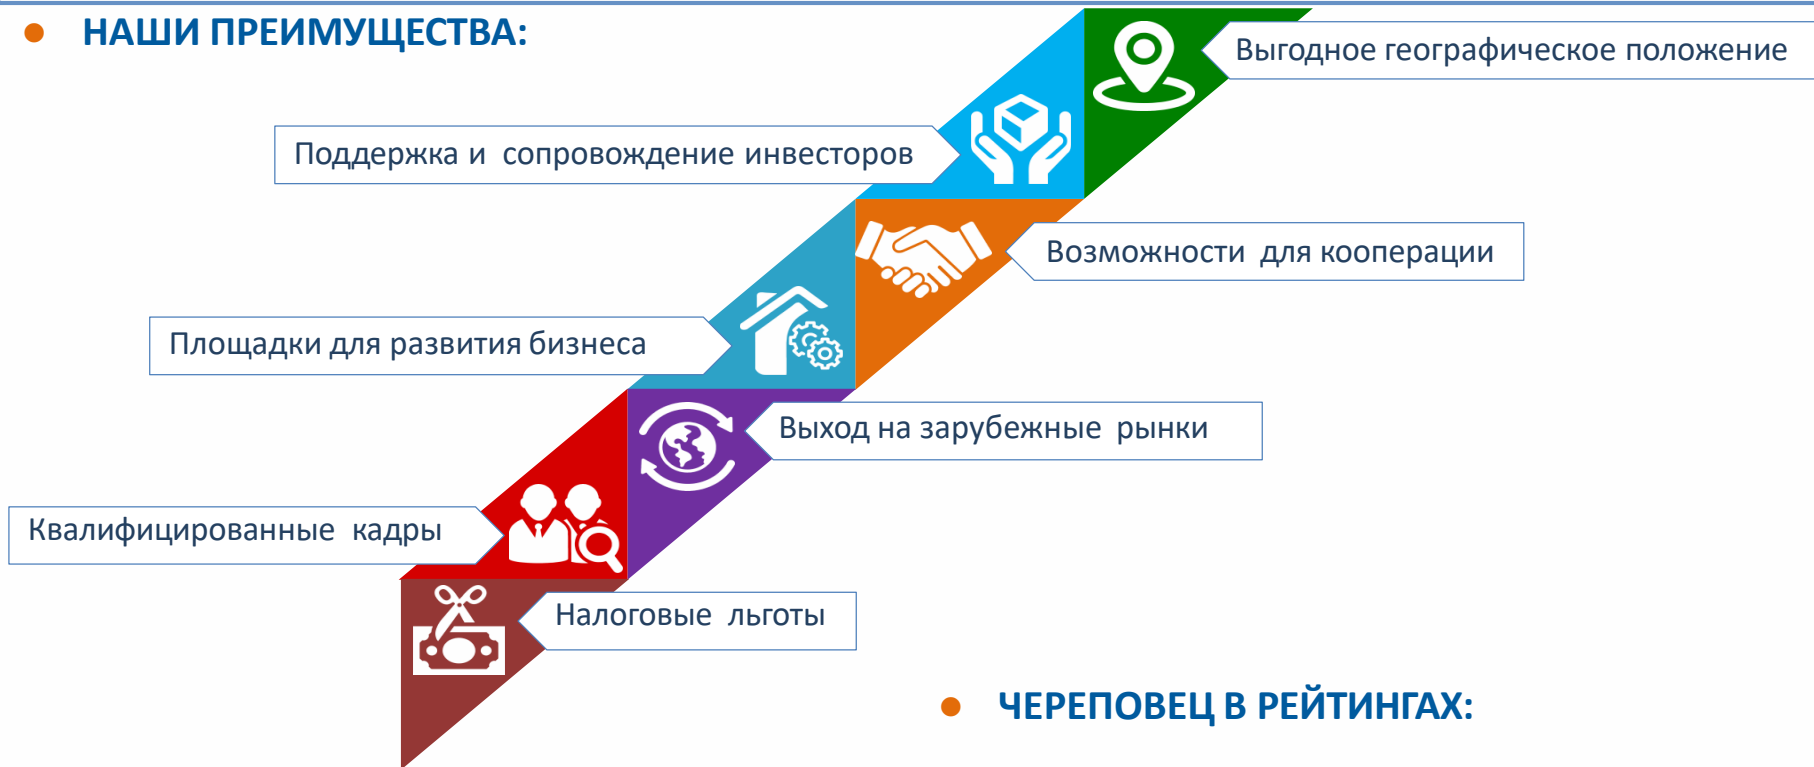 НАШИ ПРЕИМУЩЕСТВА:
Выгодное географическое положение
Поддержка и сопровождение инвесторов
Возможности для кооперации
Площадки для развития бизнеса
Выход на зарубежные рынки
Квалифицированные кадры
Налоговые льготы
ЧЕРЕПОВЕЦ В РЕЙТИНГАХ: